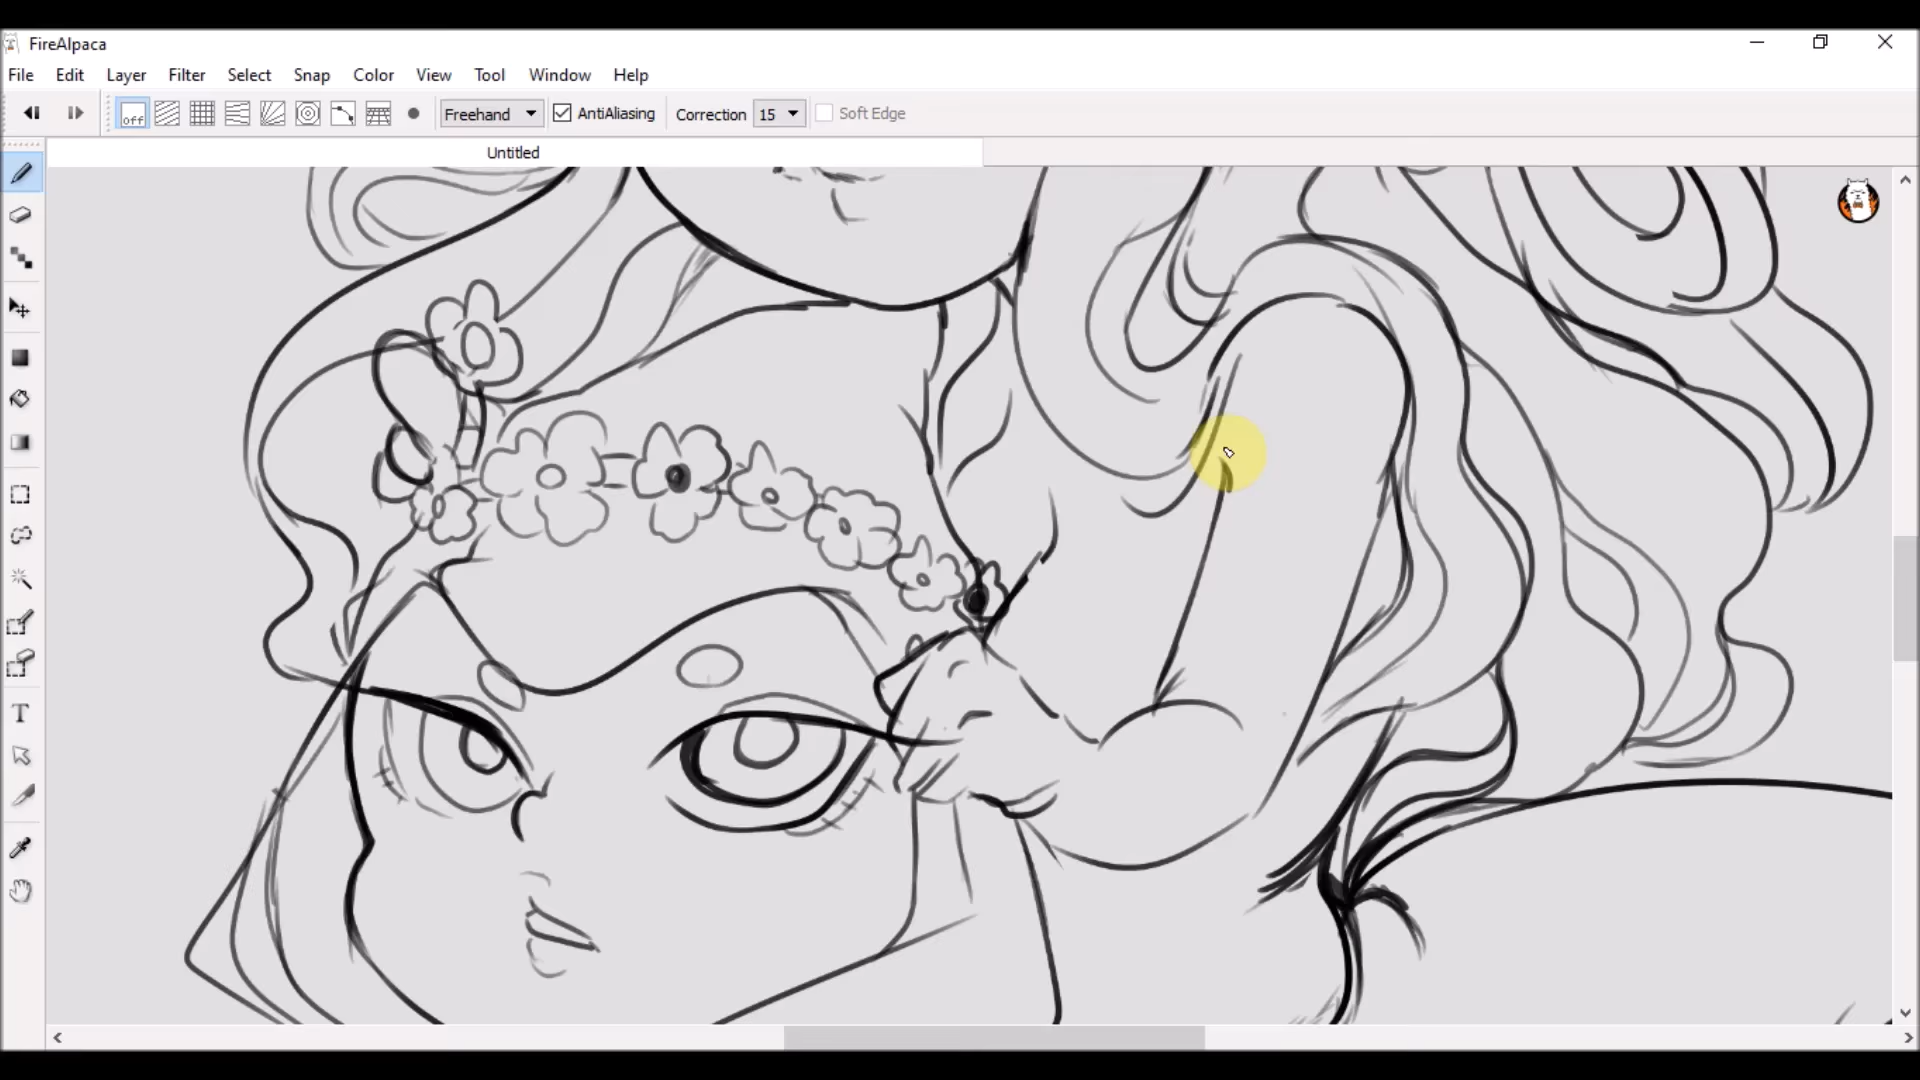 FireAlpaca
File Edit Layer Filter Select Snap Color View Tool Window Help
off Freehand AntiAliasing Correction 15 Soft Edge
Untitled
T